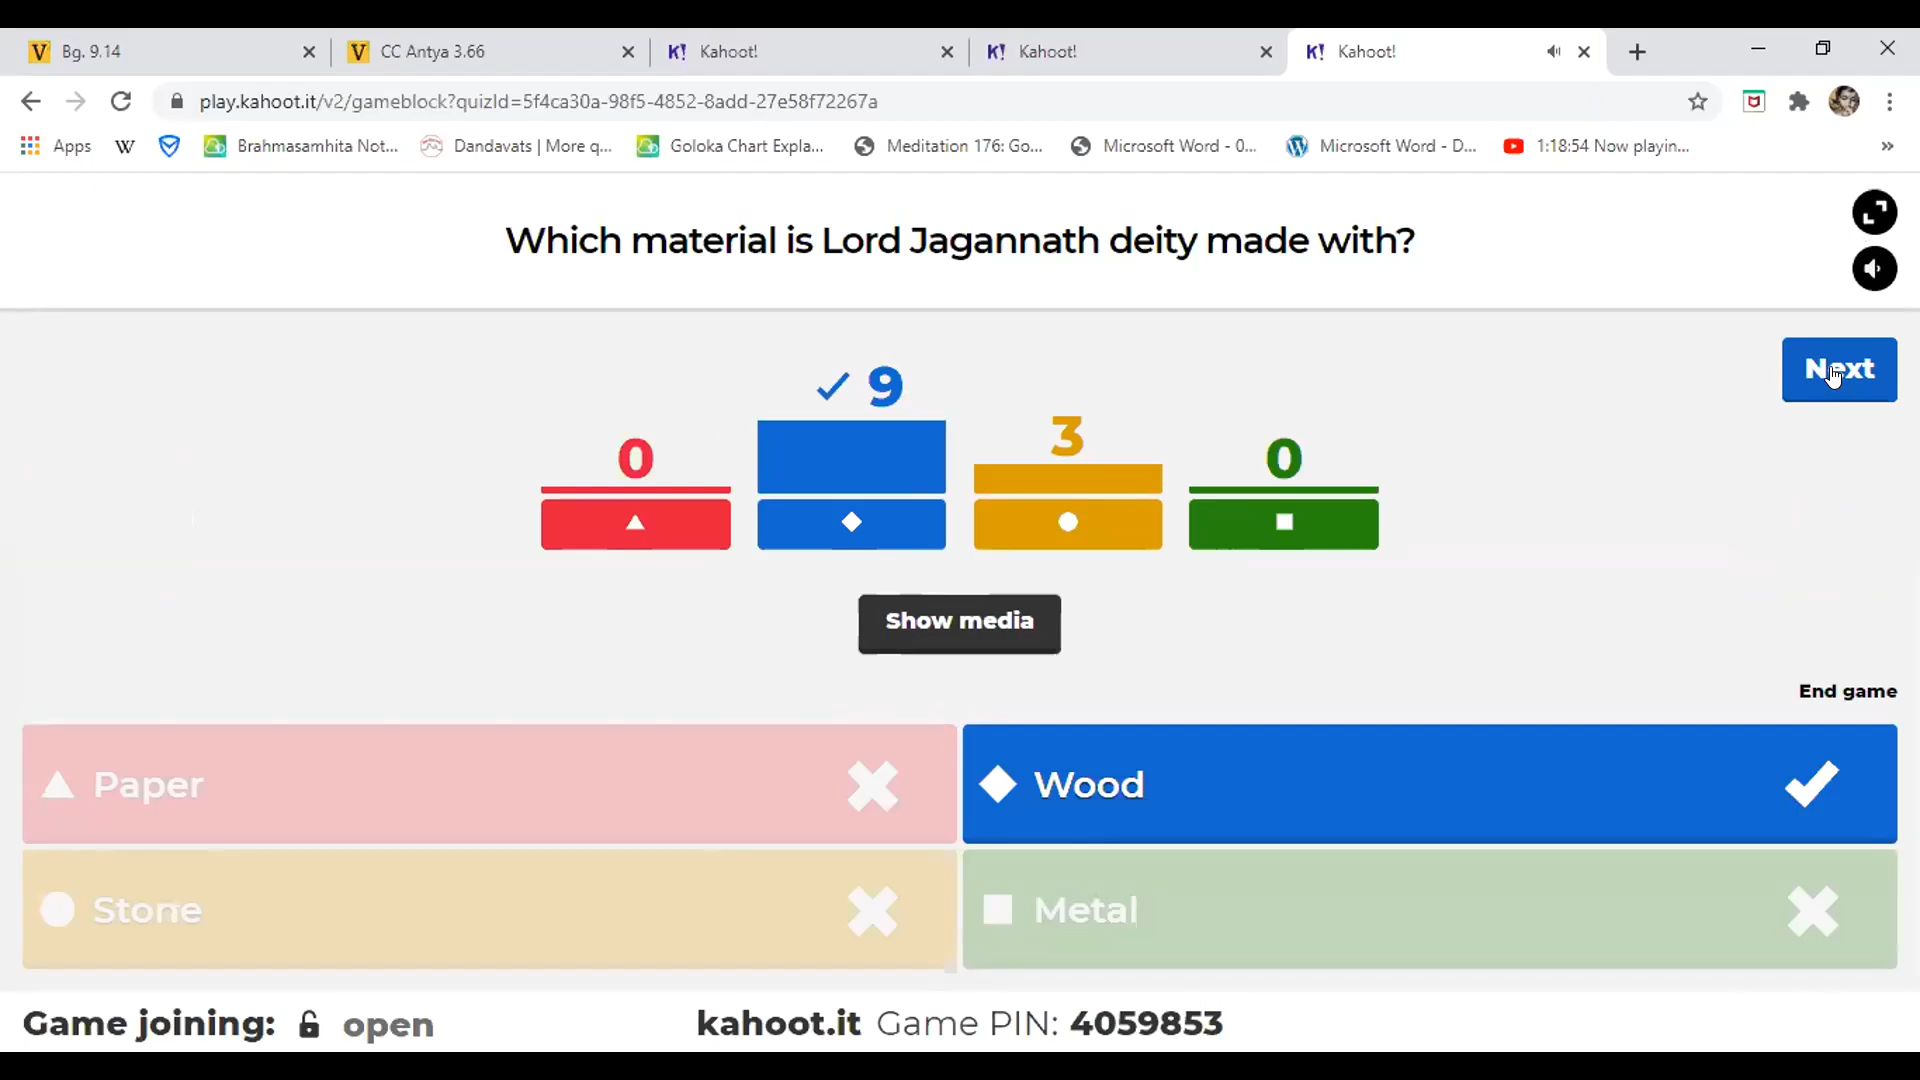 Bg. 9.14
CC Antya 3.66
K! Kahoot!
K! Kahoot!
K! Kahoot!
play.kahoot.it/v2/gameblock?quizId=5f4ca30a-98f5-4852-8add-27e58f72267a
Apps
W
Brahmasamhita Not...
Dandavats | More q...
Goloka Chart Expla...
Meditation 176: Go...
Microsoft Word - 0...
Microsoft Word - D...
1:18:54 Now playin...
Which material is Lord Jagannath deity made with?
Next
0
9
3
0
Show media
End game
Paper
Wood
Stone
Metal
Game joining: open
kahoot.it Game PIN: 4059853